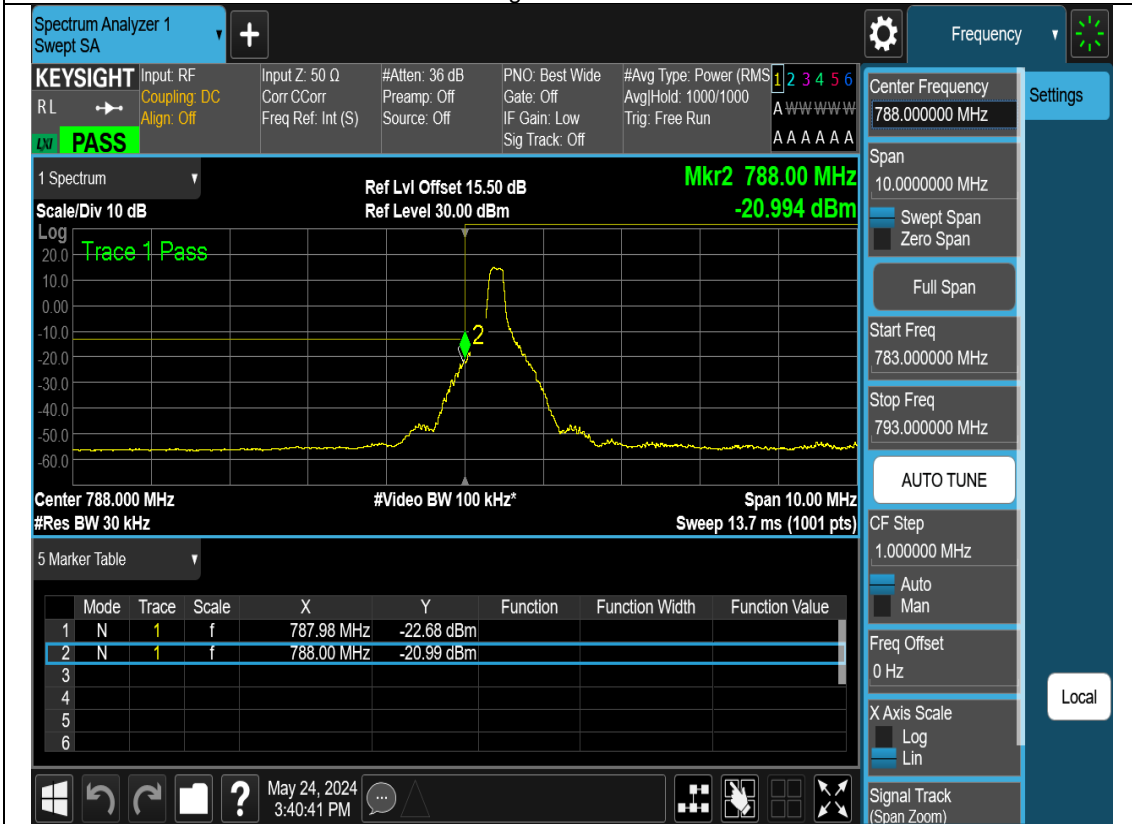 Spectrum Analyzer 1
Swept SA
+
Frequency
KEYSIGHT
RL
LXI PASS
Input: RF
Coupling: DC
Align: Off
Input Z: 50 Ω
Corr CCorr
Freq Ref: Int (S)
#Atten: 36 dB
Preamp: Off
Source: Off
PNO: Best Wide
Gate: Off
IF Gain: Low
Sig Track: Off
#Avg Type: Power (RMS
Avg|Hold: 1000/1000
Trig: Free Run
1 2 3 4 5 6
A W W W W W
A A A A A A
1 Spectrum
Scale/Div 10 dB
Ref Lvl Offset 15.50 dB
Ref Level 30.00 dBm
Mkr2 788.00 MHz
-20.994 dBm
Log
Trace 1 Pass
20.0
10.0
0.00
-10.0
-20.0
-30.0
-40.0
-50.0
-60.0
2
Center 788.000 MHz
#Video BW 100 kHz*
Span 10.00 MHz
#Res BW 30 kHz
Sweep 13.7 ms (1001 pts)
5 Marker Table
Mode Trace Scale X Y Function Function Width Function Value
1 N 1 f 787.98 MHz -22.68 dBm
2 N 1 f 788.00 MHz -20.99 dBm
3
4
5
6
?
May 24, 2024
3:40:41 PM
Center Frequency
788.000000 MHz
Settings
Span
10.0000000 MHz
Swept Span
Zero Span
Full Span
Start Freq
783.000000 MHz
Stop Freq
793.000000 MHz
AUTO TUNE
CF Step
1.000000 MHz
Auto
Man
Freq Offset
0 Hz
Local
X Axis Scale
Log
Lin
Signal Track
(Span Zoom)